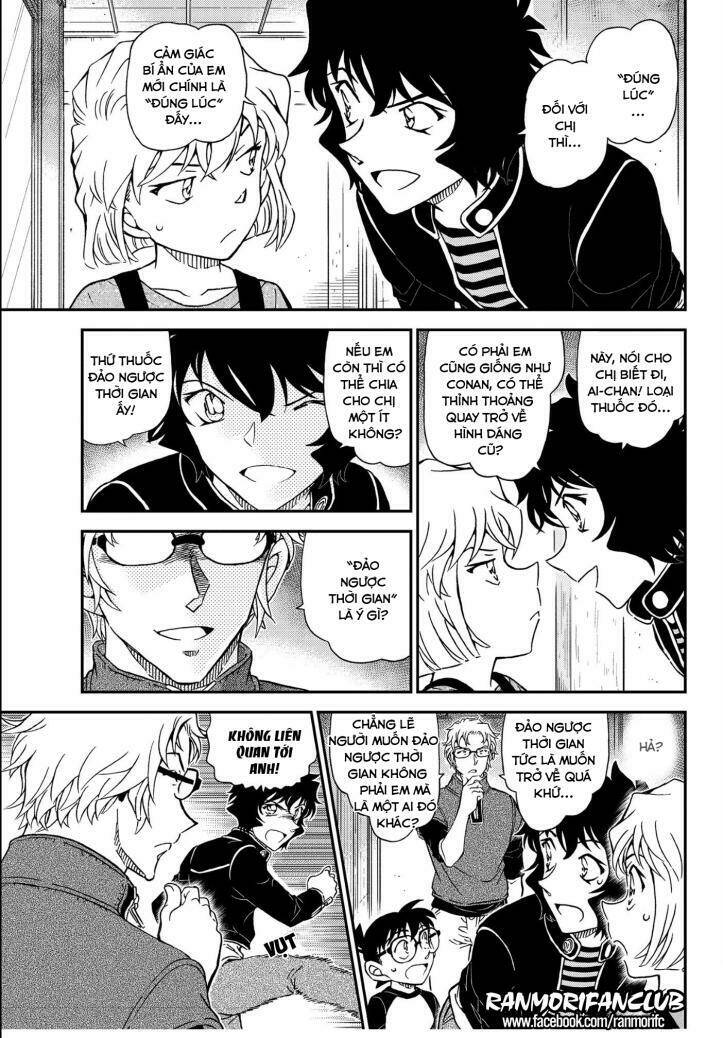 "ĐÚNG
LÚC"
...
ĐỐI VỚI
CHỊ
THÌ...
CẢM GIÁC
BÍ ẨN CỦA EM
MỚI CHÍNH LÀ
"ĐÚNG LÚC"
ĐẤY...
NÀY, NÓI CHO
CHỊ BIẾT ĐI,
AI-CHAN! LOẠI
THUỐC ĐÓ...
CÓ PHẢI EM
CŨNG GIỐNG NHƯ
CONAN, CÓ THỂ
THỈNH THOẢNG
QUAY TRỞ VỀ
HÌNH DÁNG
CŨ?
NẾU EM
CÒN THÌ CÓ
THỂ CHIA
CHO CHỊ
MỘT ÍT
KHÔNG?
THỨ THUỐC
ĐẢO NGƯỢC
THỜI GIAN
ẤY!
"ĐẢO
NGƯỢC
THỜI GIAN"
LÀ Ý GÌ?
HẢ?
ĐẢO NGƯỢC
THỜI GIAN
TỨC LÀ MUỐN
TRỞ VỀ QUÁ
KHỨ...
CHẲNG LẼ
NGƯỜI MUỐN ĐẢO
NGƯỢC THỜI
GIAN KHÔNG
PHẢI EM MÀ
LÀ MỘT AI ĐÓ
KHÁC?
KHÔNG LIÊN
QUAN TỚI
ANH!
VỤT
RANMORIFANCLUB
www.facebook.com/ranmorifc